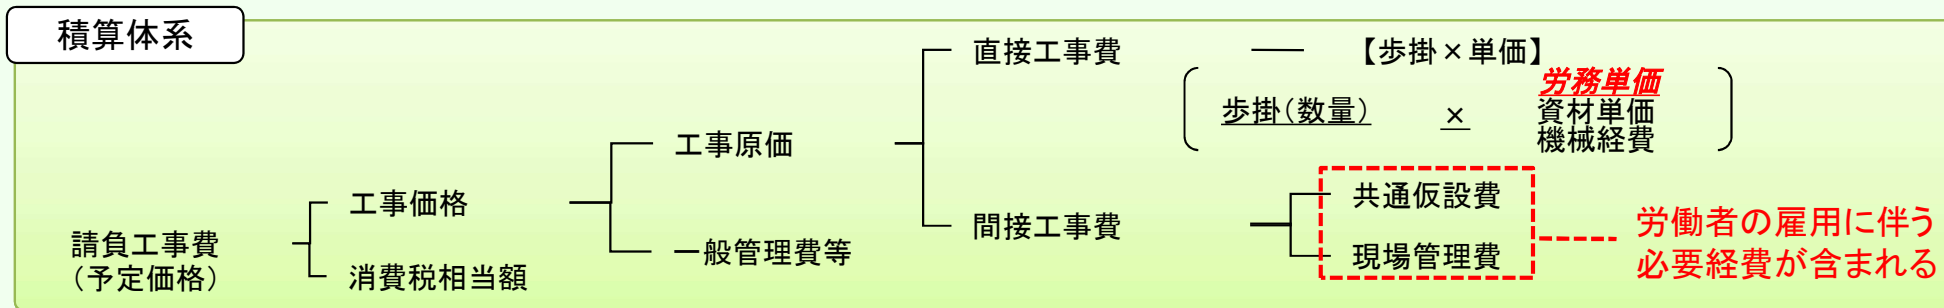 積算体系
直接工事費
【歩掛×単価】
歩掛(数量)
×
労務単価
資材単価
機械経費
工事原価
共通仮設費
工事価格
間接工事費
労働者の雇用に伴う
必要経費が含まれる
請負工事費
(予定価格)
一般管理費等
現場管理費
消費税相当額